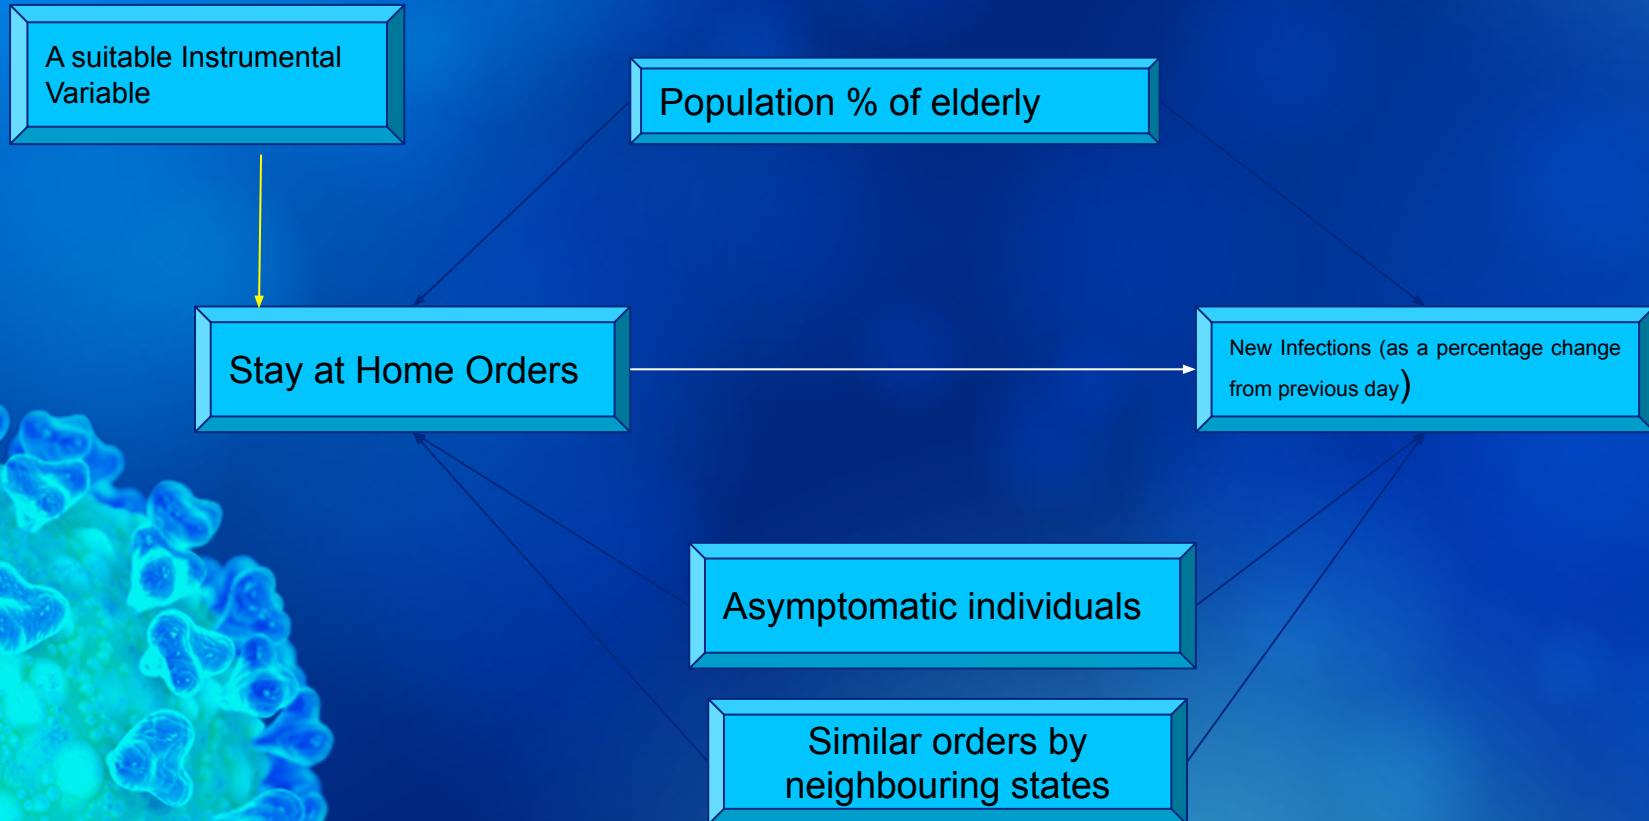 A suitable Instrumental
Variable
Population % of elderly
Stay at Home Orders
New Infections (as a percentage change
from previous day)
Asymptomatic individuals
Similar orders by
neighbouring states